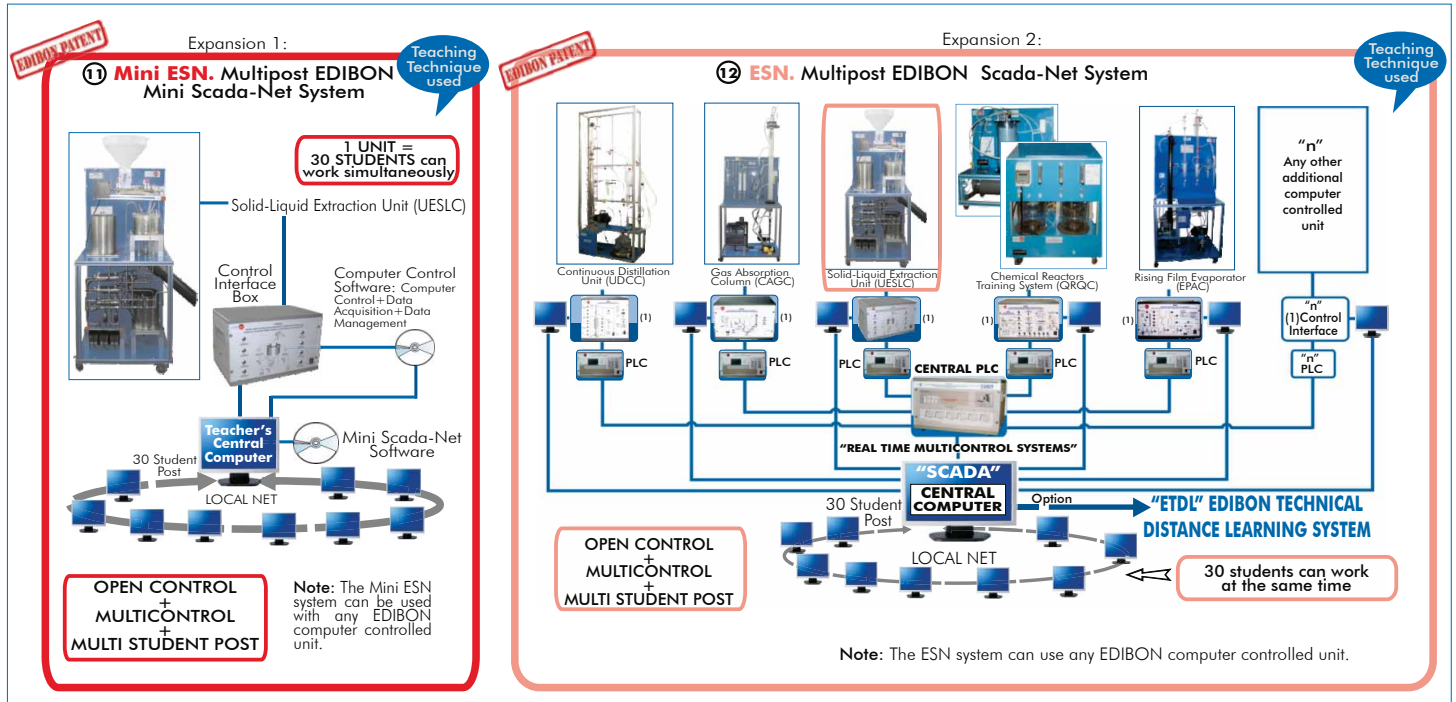 Expansion 1:
EDIBON PATENT
Teaching
Technique
used
11 Mini ESN. Multipost EDIBON
Mini Scada-Net System
1 UNIT =
30 STUDENTS can
work simultaneously
Solid-Liquid Extraction Unit (UESLC)
Control
Interface
Box
Computer Control
Software: Computer
Control+Data
Acquisition+Data
Management
Teacher's
Central
Computer
Mini Scada-Net
Software
30 Student
Post
LOCAL NET
OPEN CONTROL
+
MULTICONTROL
+
MULTI STUDENT POST
Note: The Mini ESN
system can be used
with any EDIBON
computer controlled
unit.
Expansion 2:
EDIBON PATENT
Teaching
Technique
used
12 ESN. Multipost EDIBON Scada-Net System
Continuous Distillation
Unit (UDCC)
Gas Absorption
Column (CAGC)
Solid-Liquid Extraction
Unit (UESLC)
Chemical Reactors
Training System (QRQC)
Rising Film Evaporator
(EPAC)
"n"
Any other
additional
computer
controlled
unit
(1)
(1)
(1)
(1)
(1)
"n"
(1)Control
Interface
PLC
PLC
PLC
PLC
PLC
"n"
PLC
CENTRAL PLC
"REAL TIME MULTICONTROL SYSTEMS"
"SCADA"
CENTRAL
COMPUTER
Option
"ETDL" EDIBON TECHNICAL
DISTANCE LEARNING SYSTEM
30 Student
Post
LOCAL NET
OPEN CONTROL
+
MULTICONTROL
+
MULTI STUDENT POST
30 students can work
at the same time
Note: The ESN system can use any EDIBON computer controlled unit.